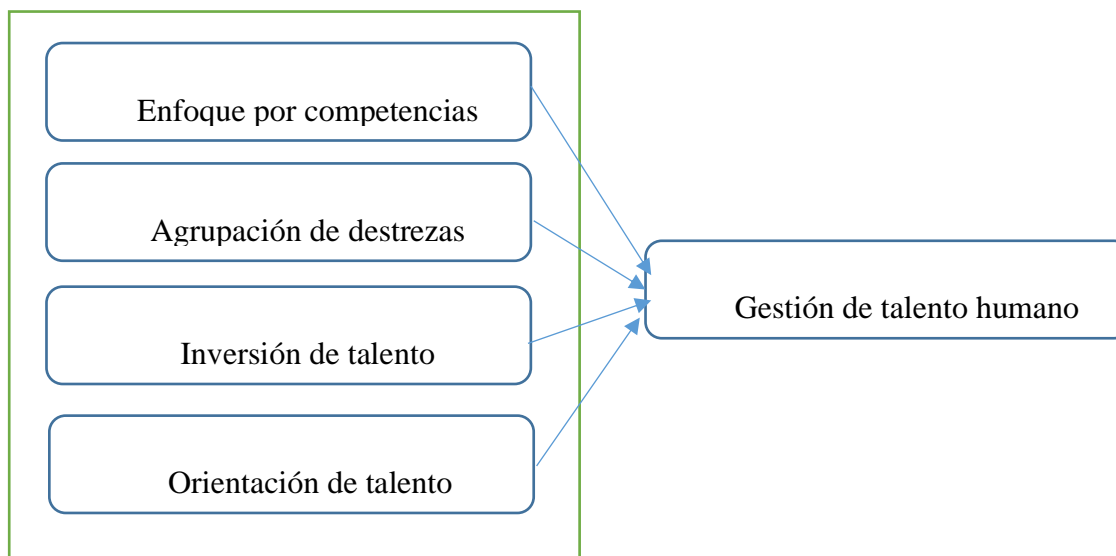 Enfoque por competencias
Agrupación de destrezas
Inversión de talento
Orientación de talento
Gestión de talento humano